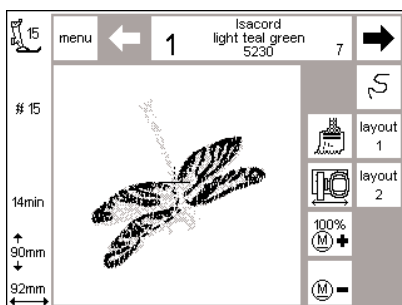 15
menu
1
Isacord
light teal green
5230
7
# 15
layout
1
layout
2
14min
90mm
92mm
100%
M +
M -